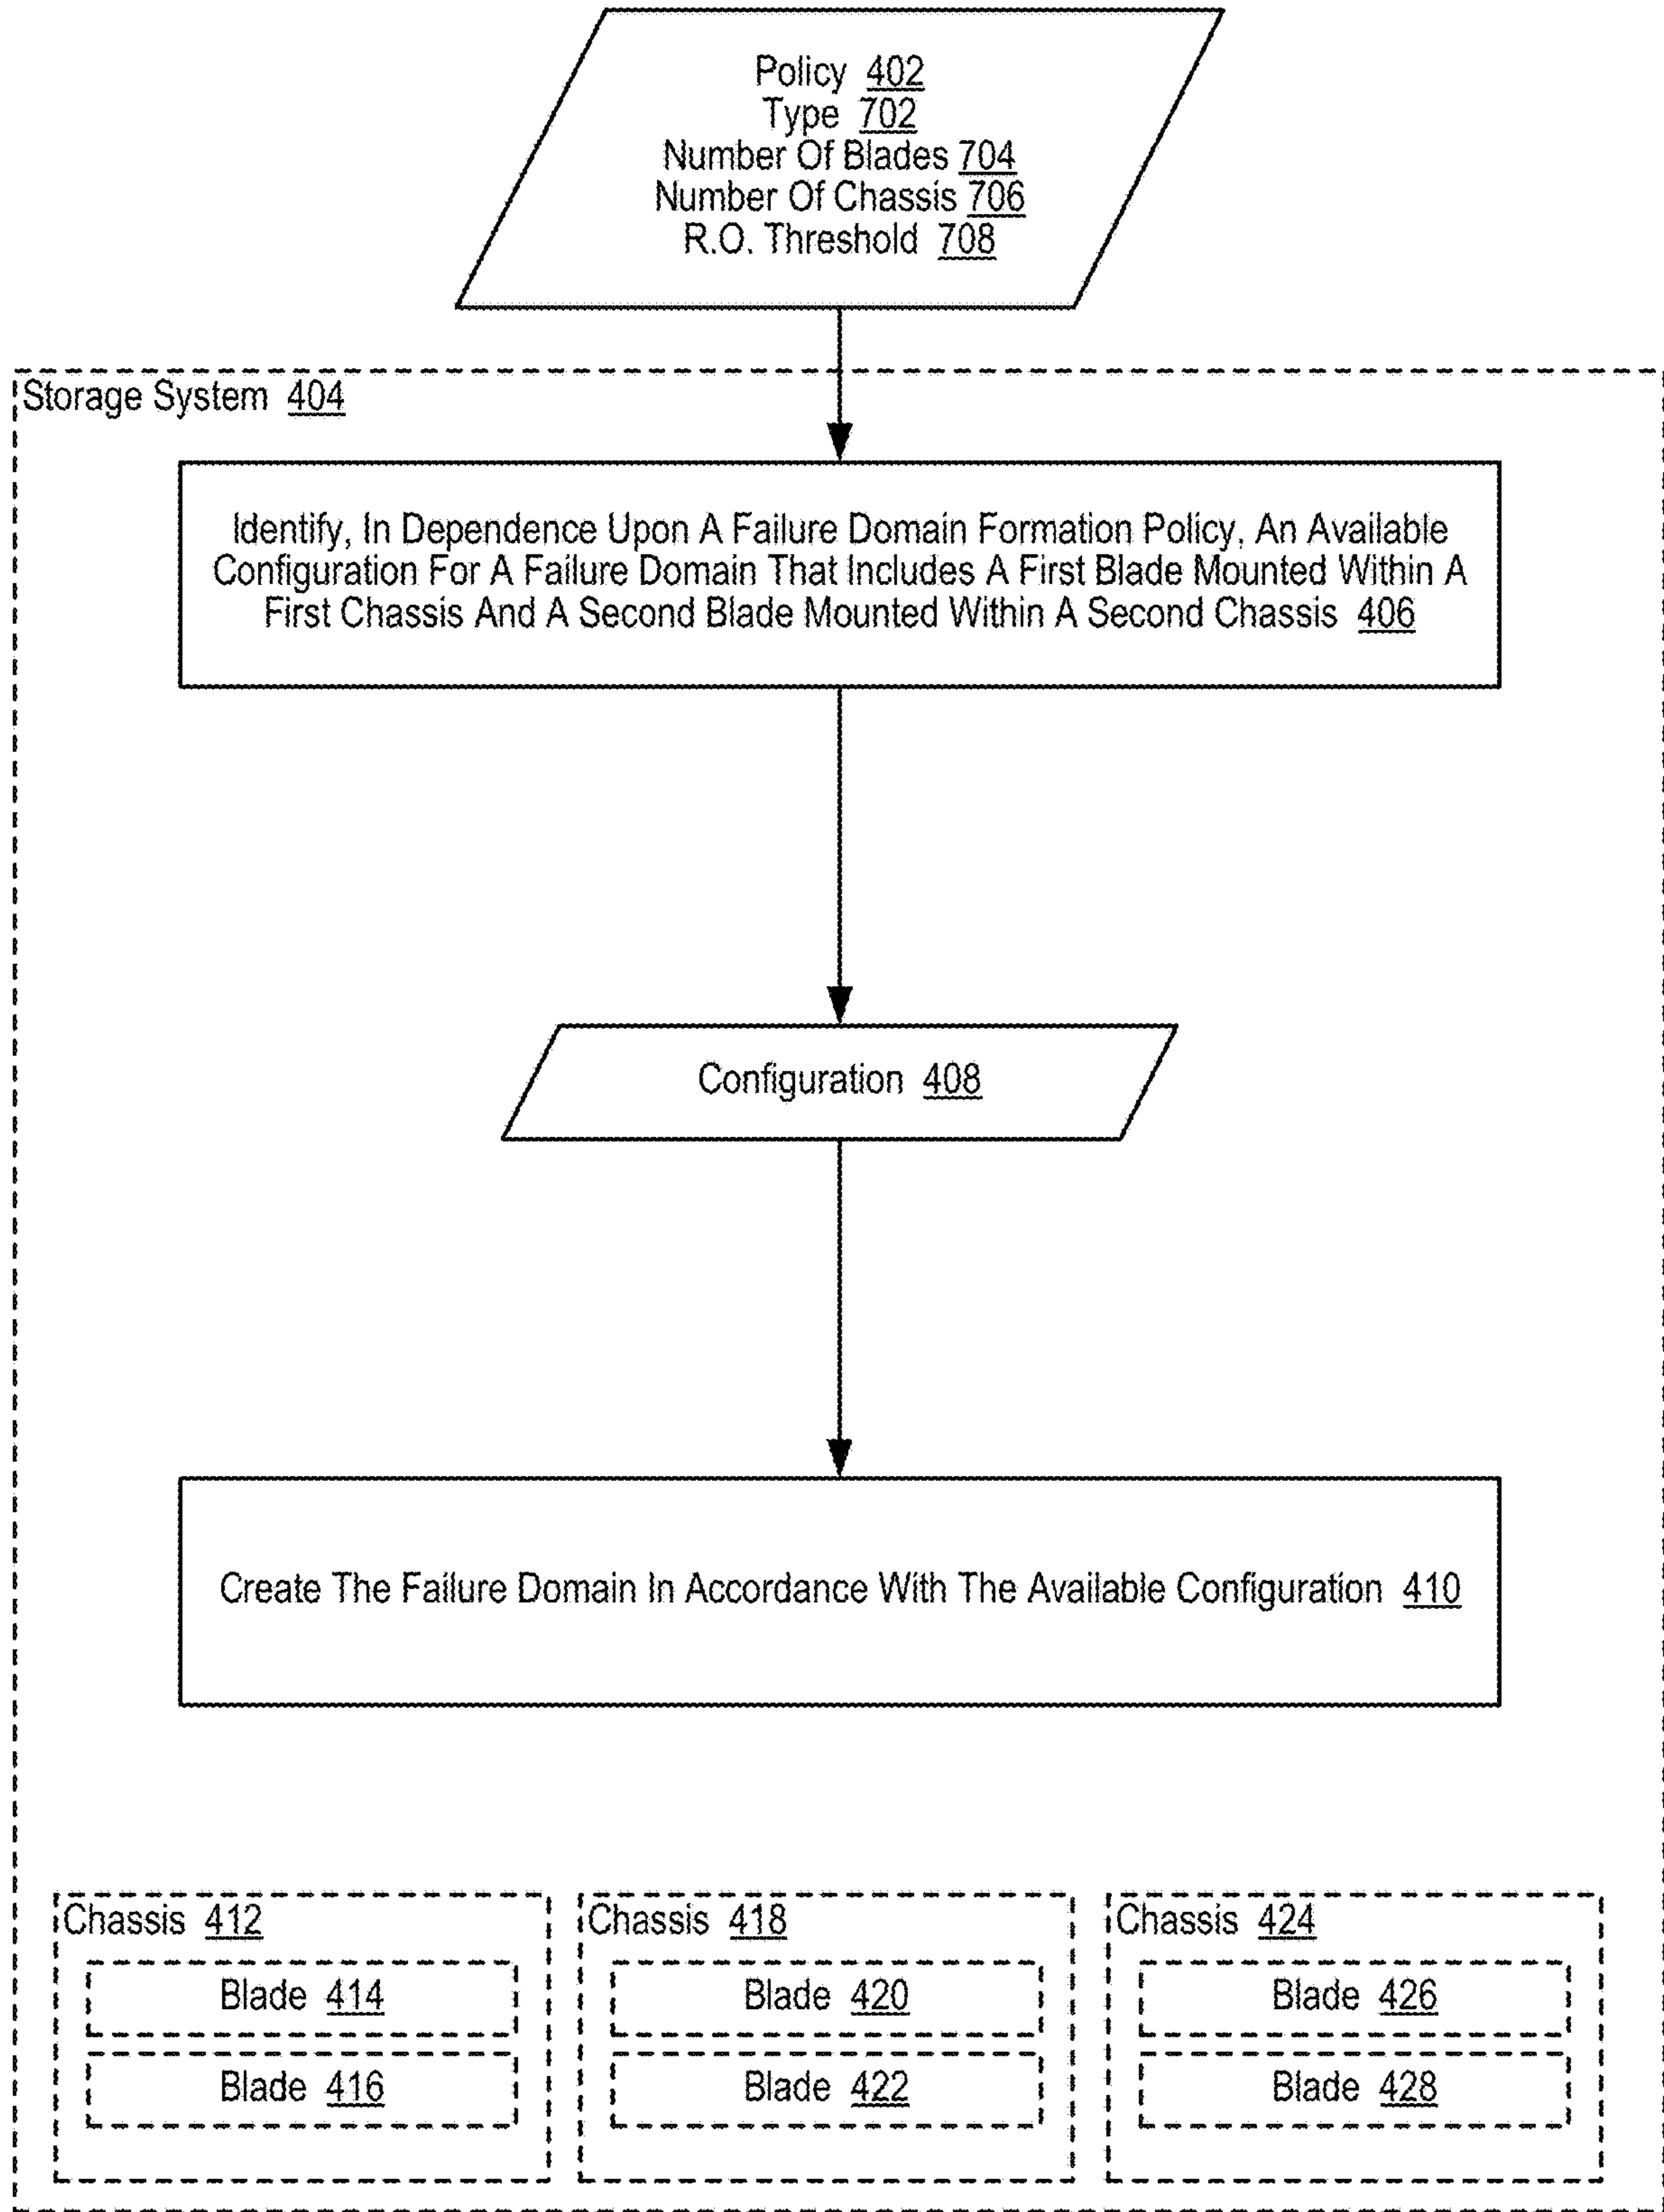 Policy 402
Type 702
Number Of Blades 704
Number Of Chassis 706
R.O. Threshold 708
Storage System 404
Identify, In Dependence Upon A Failure Domain Formation Policy, An Available
Configuration For A Failure Domain That Includes A First Blade Mounted Within A
First Chassis And A Second Blade Mounted Within A Second Chassis 406
Configuration 408
Create The Failure Domain In Accordance With The Available Configuration 410
Chassis 412
Blade 414
Blade 416
Chassis 418
Blade 420
Blade 422
Chassis 424
Blade 426
Blade 428